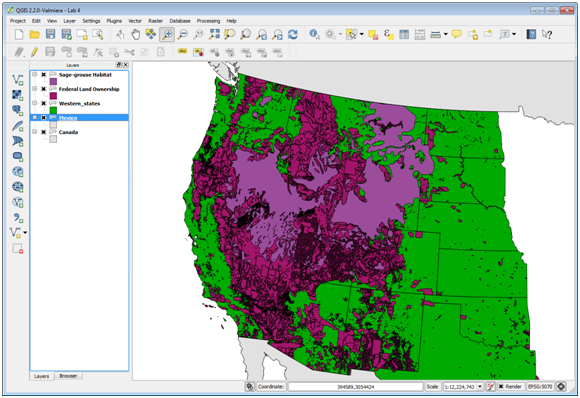 QGIS 2.2.0-Valmiera - Lab 4
Project Edit View Layer Settings Plugins Vector Raster Database Processing Help
Layers
Sage-grouse Habitat
Federal Land Ownership
Western_states
Mexico
Canada
Layers Browser
Coordinate: 394589,3054424 Scale 1:12,224,743 Render EPSG:5070